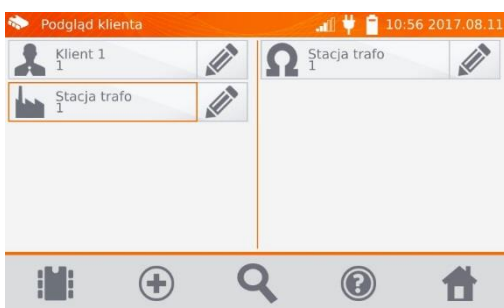 Podgląd klienta
10:56 2017.08.11
Klient 1
1
Stacja trafo
1
Stacja trafo
1